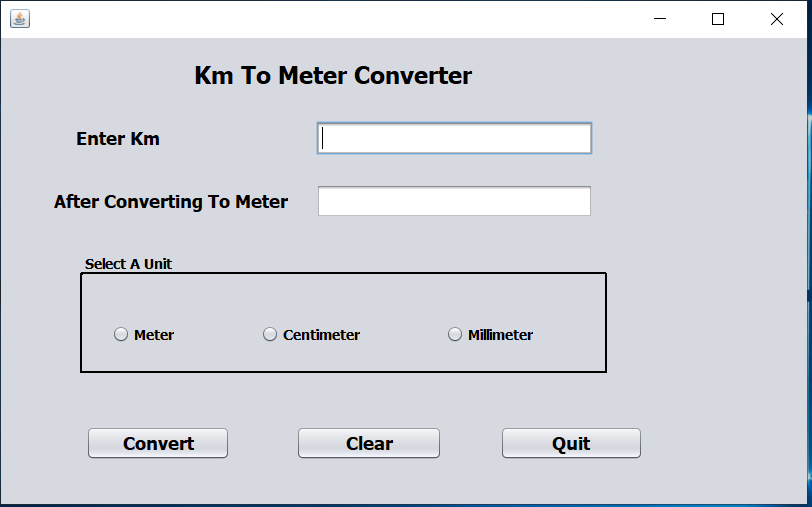 Km To Meter Converter
Enter Km
After Converting To Meter
Select A Unit
Meter Centimeter Millimeter
Convert Clear Quit